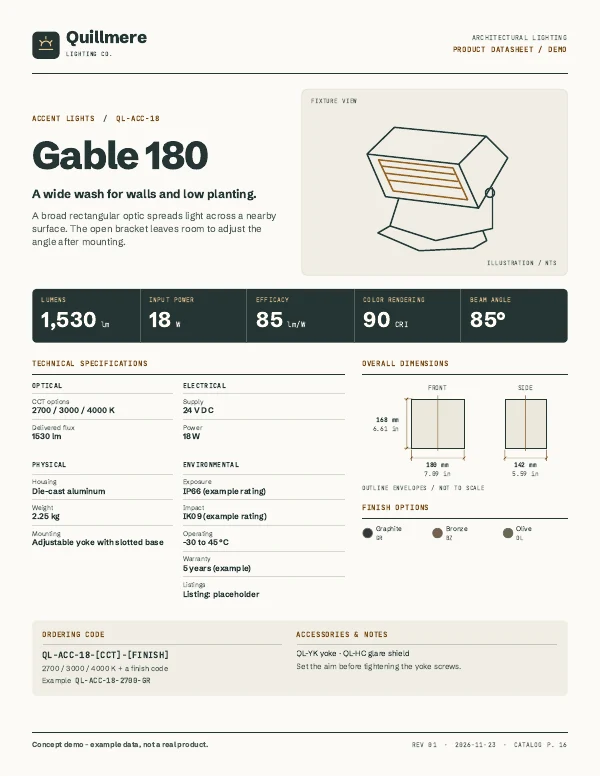 Quillmere
LIGHTING CO.
ARCHITECTURAL LIGHTING
PRODUCT DATASHEET / DEMO
ACCENT LIGHTS / QL-ACC-18
Gable 180
A wide wash for walls and low planting.
A broad rectangular optic spreads light across a nearby
surface. The open bracket leaves room to adjust the
angle after mounting.
FIXTURE VIEW
ILLUSTRATION / NTS
LUMENS
1,530 lm
INPUT POWER
18 W
EFFICACY
85 lm/W
COLOR RENDERING
90 CRI
BEAM ANGLE
85°
TECHNICAL SPECIFICATIONS
OPTICAL
CCT options
2700 / 3000 / 4000 K
Delivered flux
1530 lm
ELECTRICAL
Supply
24 V DC
Power
18 W
PHYSICAL
Housing
Die-cast aluminum
Weight
2.25 kg
Mounting
Adjustable yoke with slotted base
ENVIRONMENTAL
Exposure
IP66 (example rating)
Impact
IK09 (example rating)
Operating
-30 to 45 °C
Warranty
5 years (example)
Listings
Listing: placeholder
OVERALL DIMENSIONS
FRONT
SIDE
168 mm
6.61 in
180 mm
7.09 in
142 mm
5.59 in
OUTLINE ENVELOPES / NOT TO SCALE
FINISH OPTIONS
Graphite
GR
Bronze
BZ
Olive
OL
ORDERING CODE
QL-ACC-18-[CCT]-[FINISH]
2700 / 3000 / 4000 K + a finish code
Example QL-ACC-18-2700-GR
ACCESSORIES & NOTES
QL-YK yoke · QL-HC glare shield
Set the aim before tightening the yoke screws.
Concept demo - example data, not a real product.
REV 01 · 2026-11-23 · CATALOG P. 16